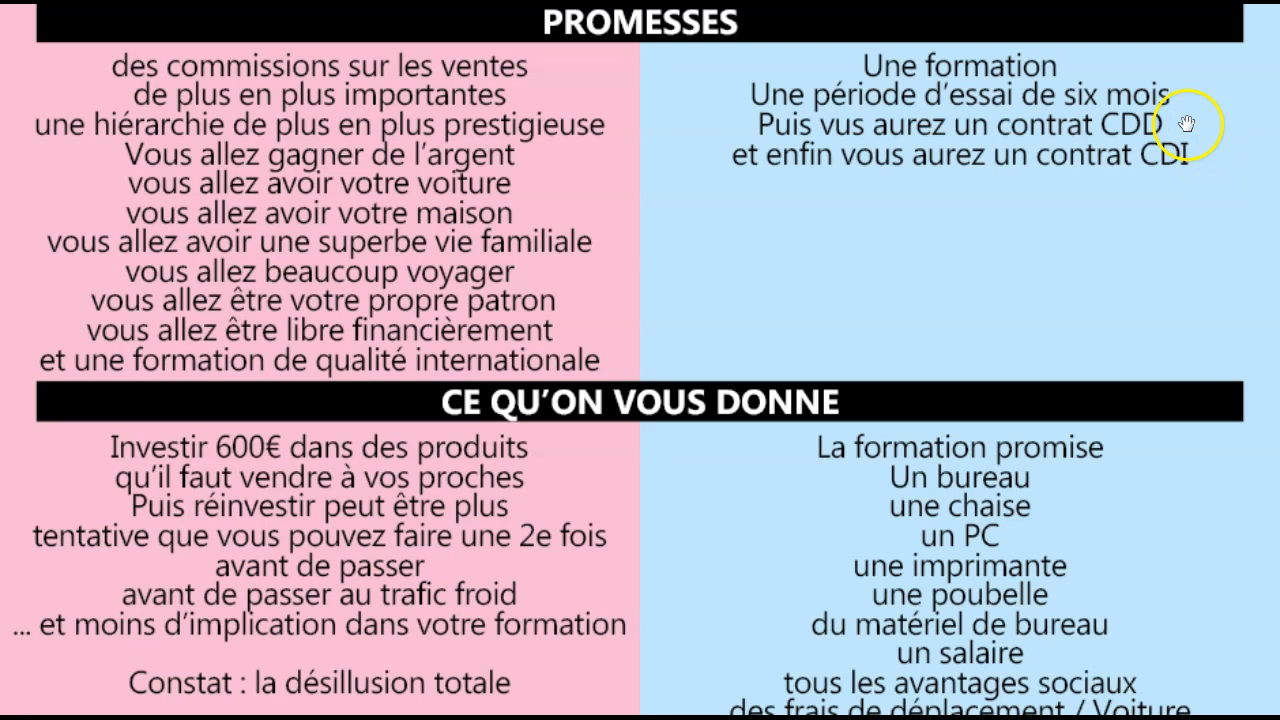 PROMESSES
des commissions sur les ventes
de plus en plus importantes
une hiérarchie de plus en plus prestigieuse
Vous allez gagner de l'argent
vous allez avoir votre voiture
vous allez avoir votre maison
vous allez avoir une superbe vie familiale
vous allez beaucoup voyager
vous allez être votre propre patron
vous allez être libre financièrement
et une formation de qualité internationale
Une formation
Une période d'essai de six mois
Puis vus aurez un contrat CDD
et enfin vous aurez un contrat CDI
CE QU'ON VOUS DONNE
Investir 600€ dans des produits
qu'il faut vendre à vos proches
Puis réinvestir peut être plus
tentative que vous pouvez faire une 2e fois
avant de passer
avant de passer au trafic froid
... et moins d'implication dans votre formation
Constat : la désillusion totale
La formation promise
Un bureau
une chaise
un PC
une imprimante
une poubelle
du matériel de bureau
un salaire
tous les avantages sociaux
des frais de déplacement / Voiture